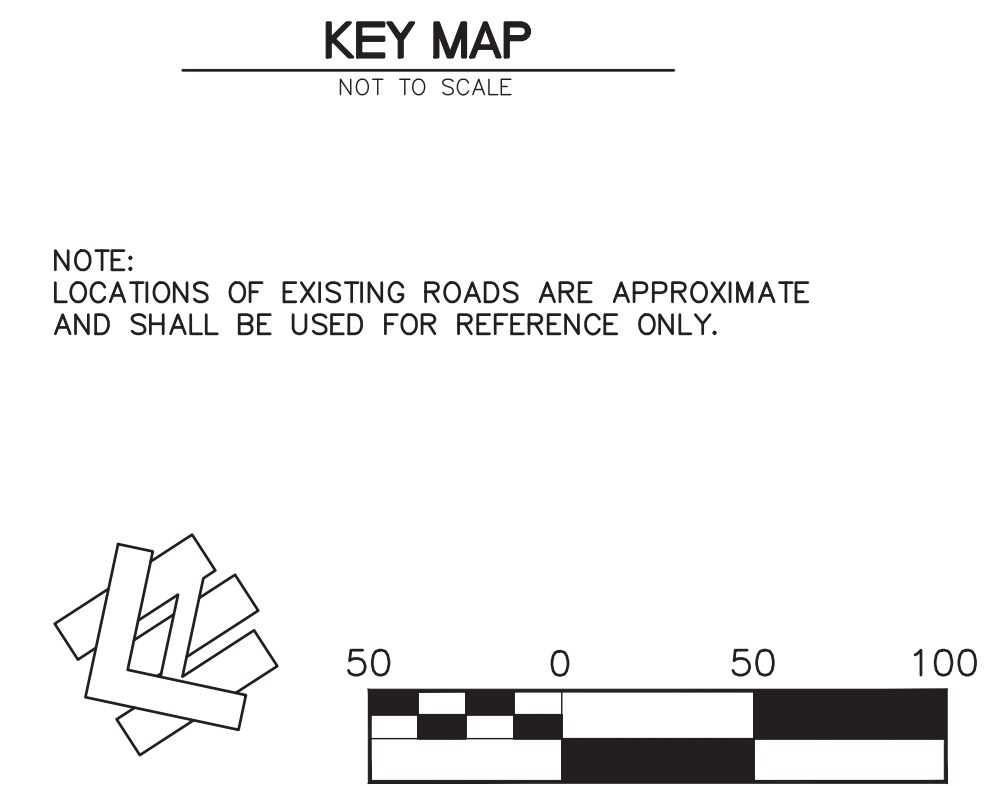 KEY MAP
NOT TO SCALE
NOTE:
LOCATIONS OF EXISTING ROADS ARE APPROXIMATE
AND SHALL BE USED FOR REFERENCE ONLY.
50 0 50 100